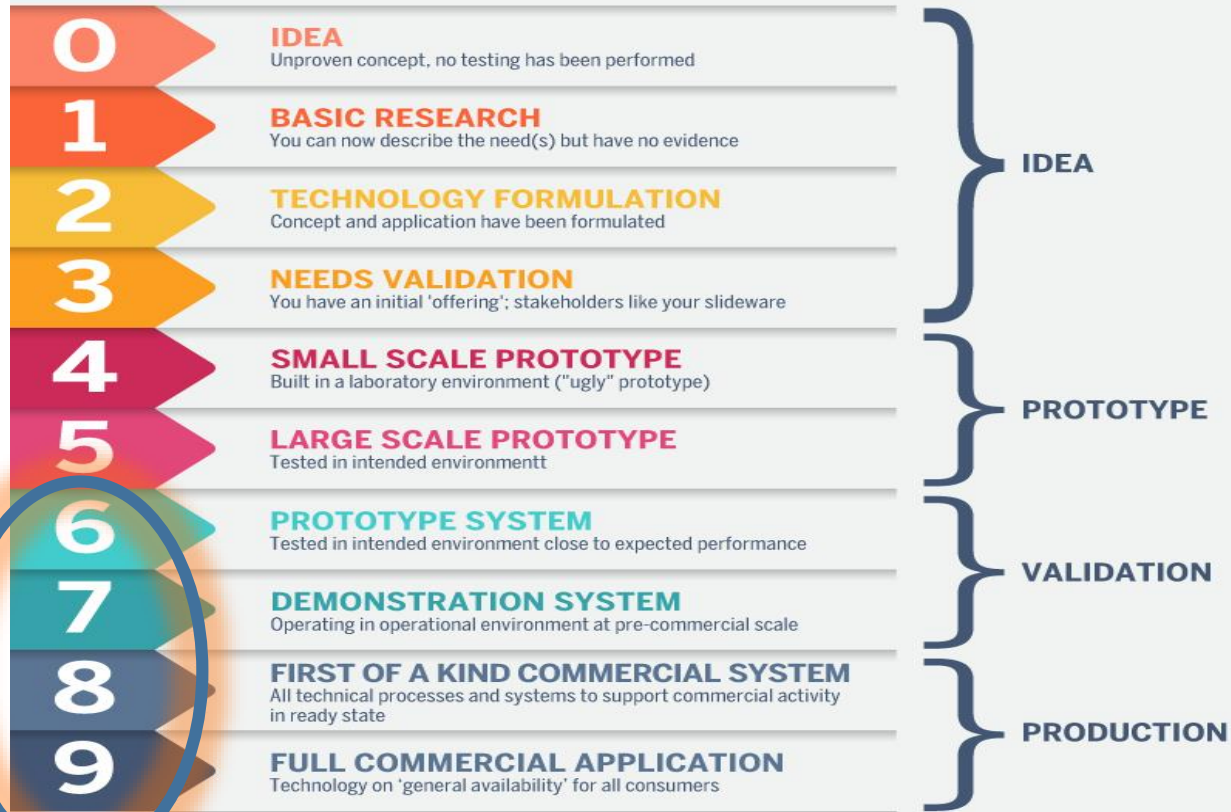 0
IDEA
Unproven concept, no testing has been performed
1
BASIC RESEARCH
You can now describe the need(s) but have no evidence
2
TECHNOLOGY FORMULATION
Concept and application have been formulated
3
NEEDS VALIDATION
You have an initial 'offering'; stakeholders like your slideware
IDEA
4
SMALL SCALE PROTOTYPE
Built in a laboratory environment ("ugly" prototype)
5
LARGE SCALE PROTOTYPE
Tested in intended environmentt
PROTOTYPE
6
PROTOTYPE SYSTEM
Tested in intended environment close to expected performance
7
DEMONSTRATION SYSTEM
Operating in operational environment at pre-commercial scale
VALIDATION
8
FIRST OF A KIND COMMERCIAL SYSTEM
All technical processes and systems to support commercial activity
in ready state
9
FULL COMMERCIAL APPLICATION
Technology on 'general availability' for all consumers
PRODUCTION